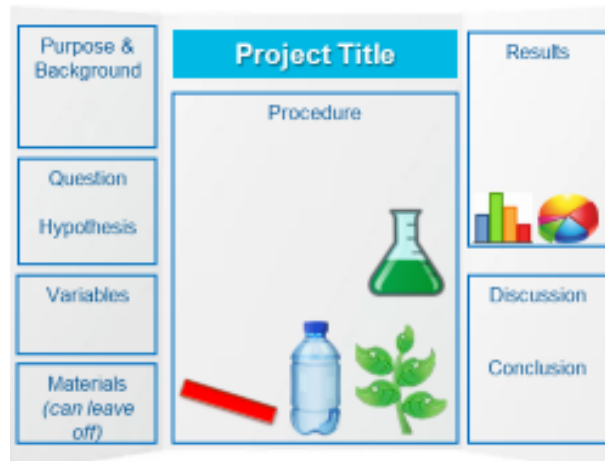 Purpose &
Background
Question
Hypothesis
Variables
Materials
(can leave
off)
Project Title
Procedure
Results
Discussion
Conclusion